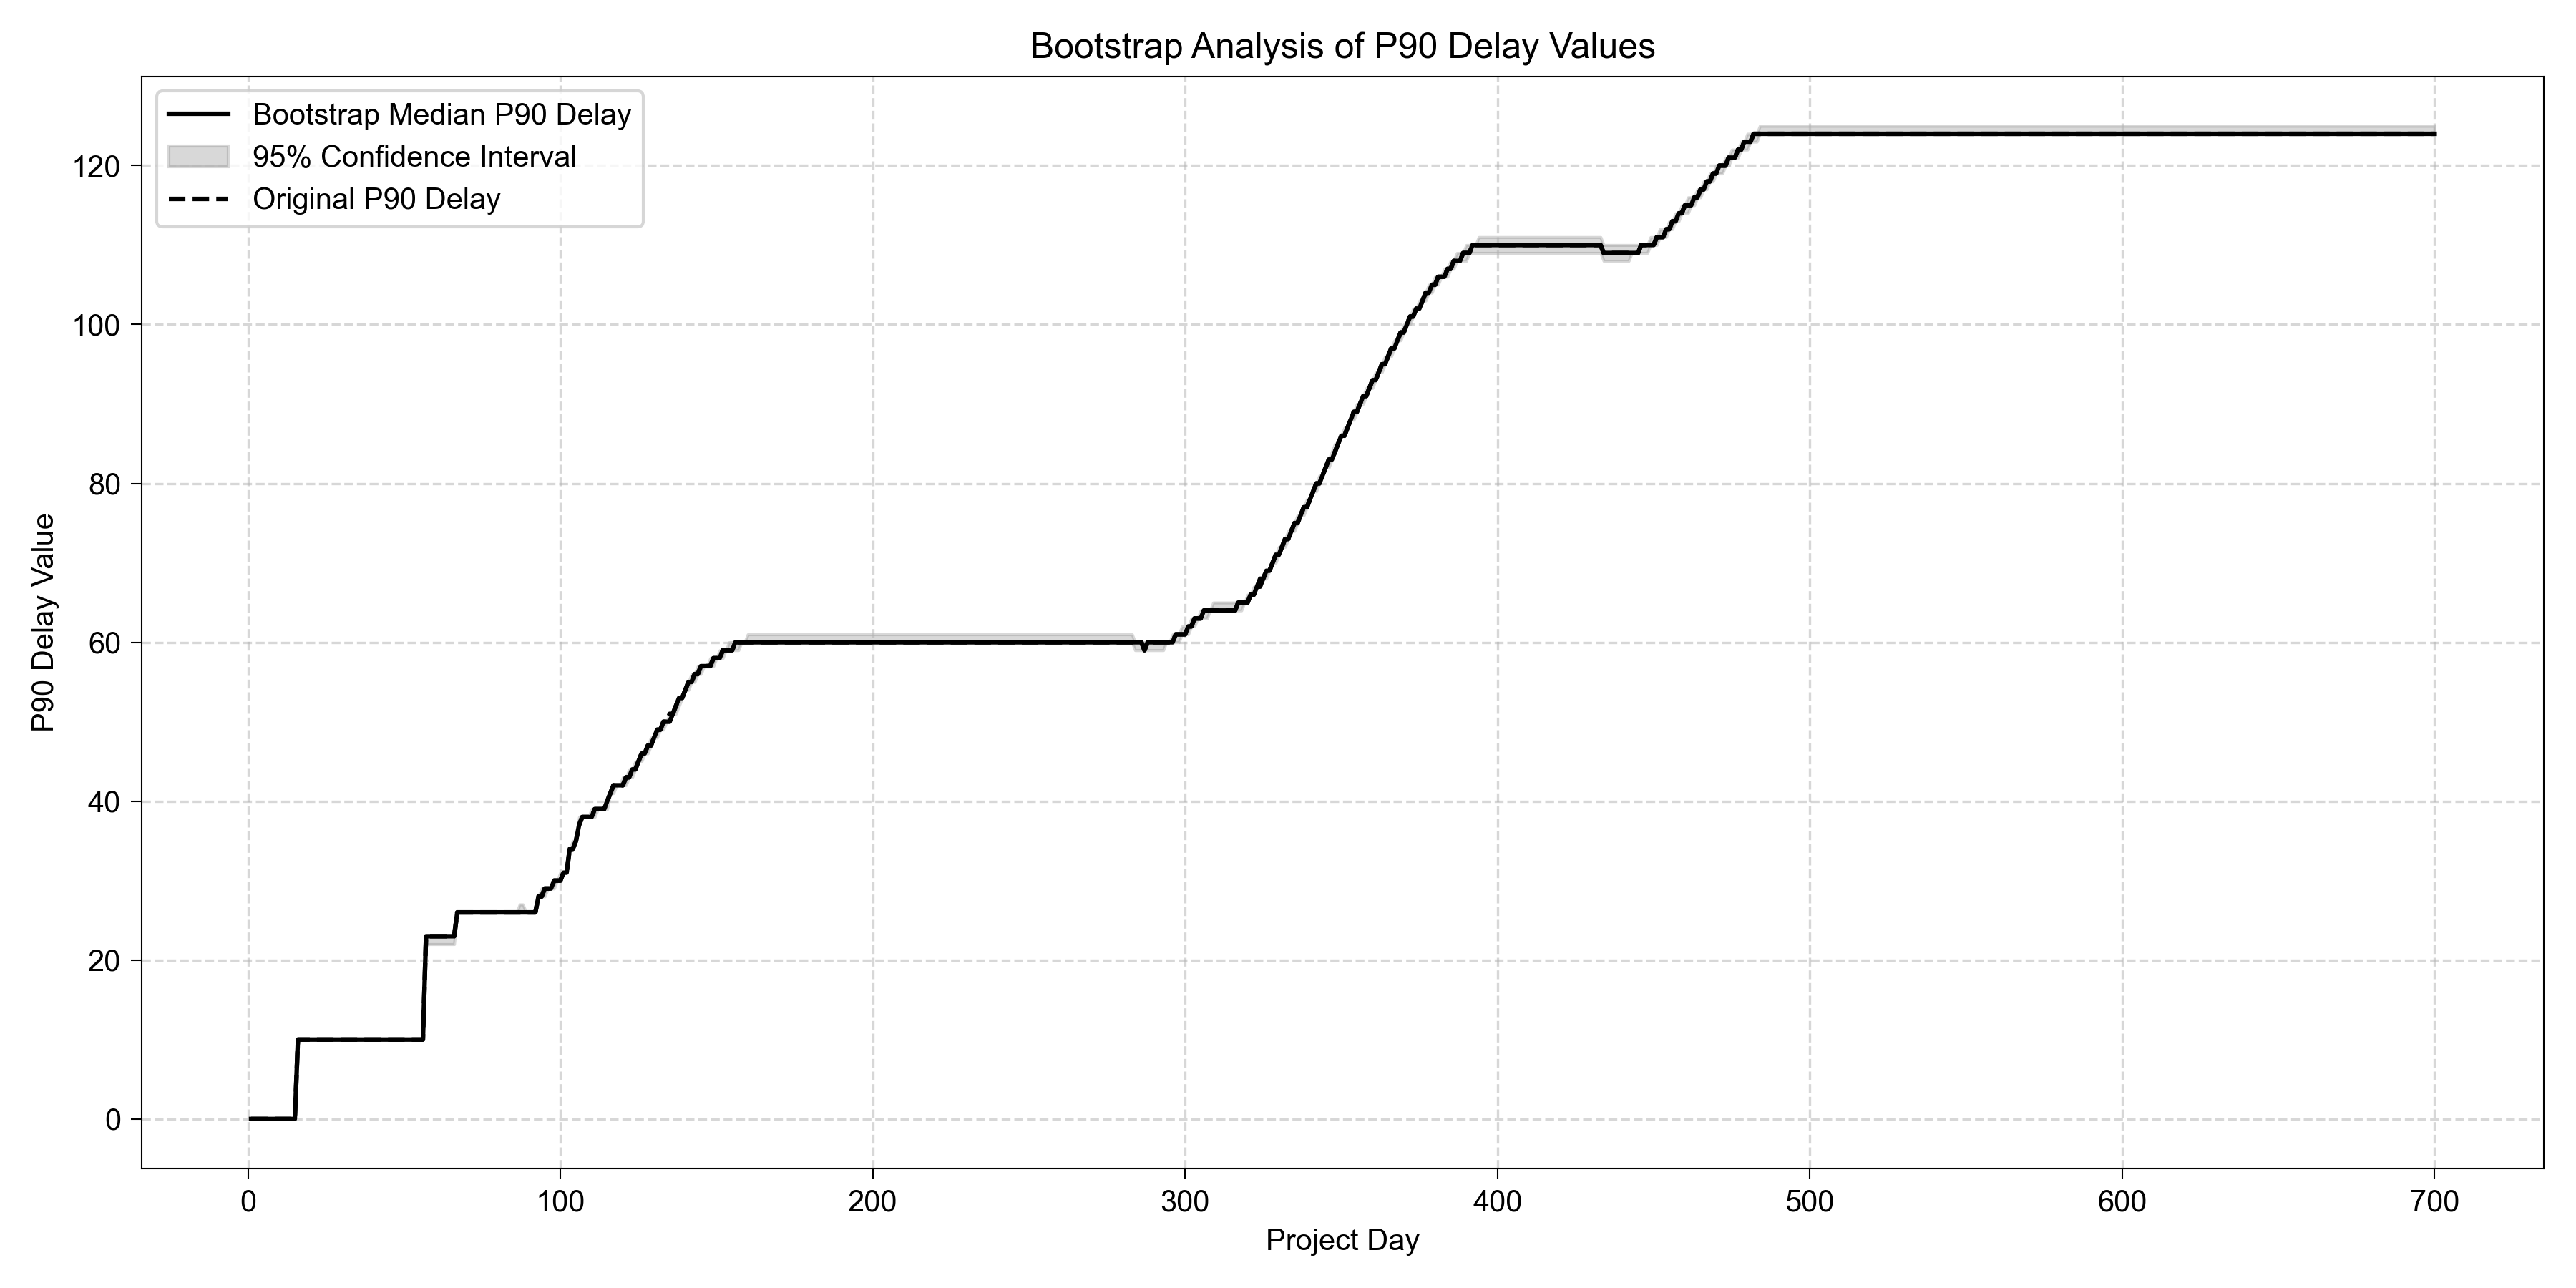 Bootstrap Analysis of P90 Delay Values
Bootstrap Median P90 Delay
95% Confidence Interval
Original P90 Delay
P90 Delay Value
120
100
80
60
40
20
0
0 100 200 300 400 500 600 700
Project Day